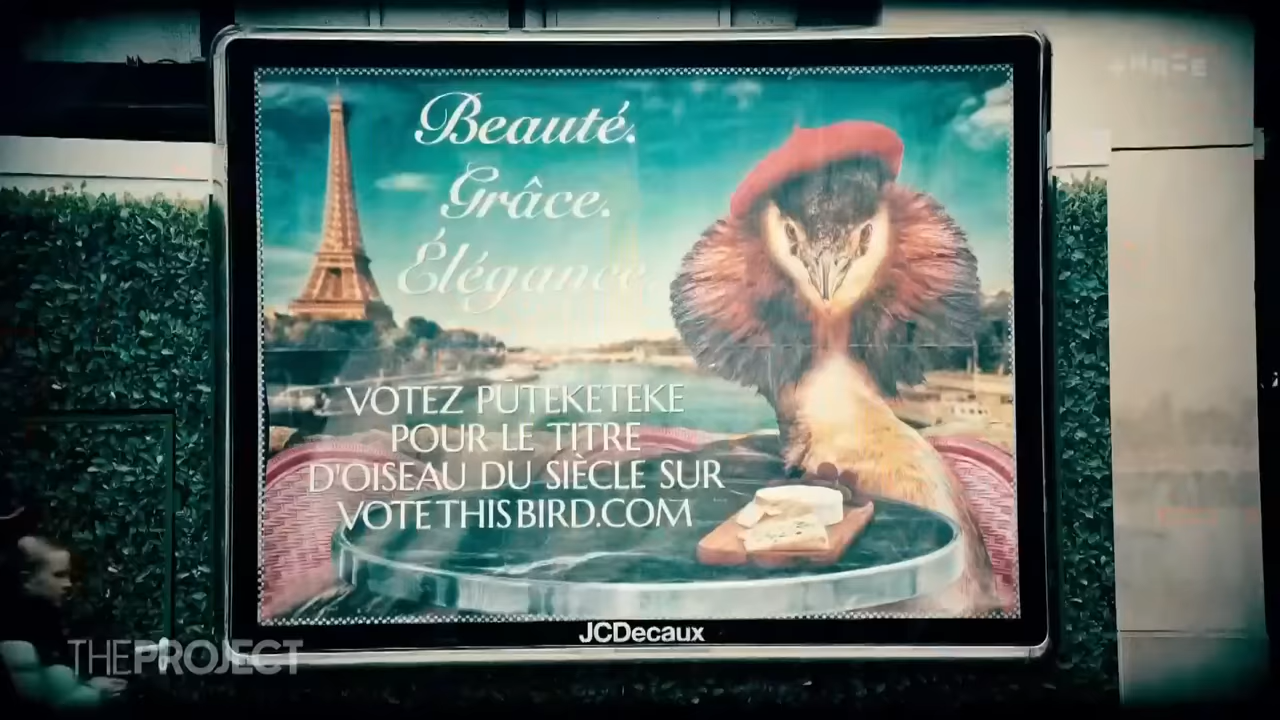 Beauté.
Grâce.
Élégance.
VOTEZ PŪTEKETEKE
POUR LE TITRE
D'OISEAU DU SIÈCLE SUR
VOTETHISBIRD.COM
JCDecaux
THEPROJECT